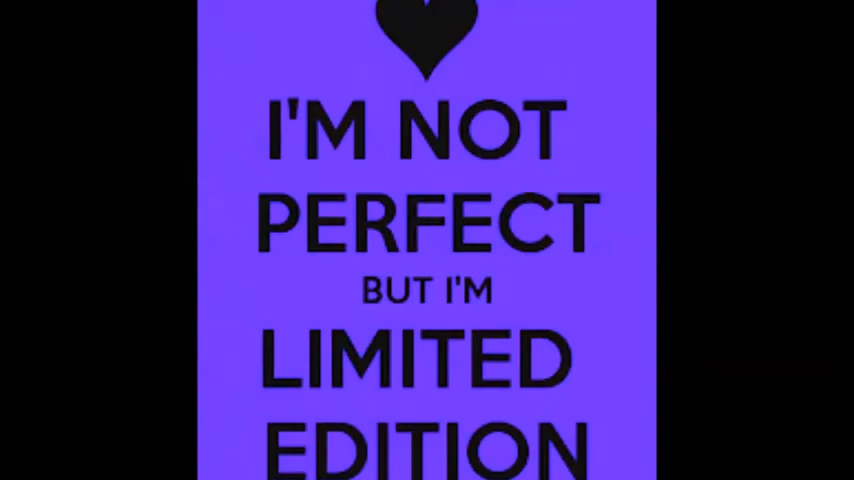 I'M NOT
PERFECT
BUT I'M
LIMITED
EDITION